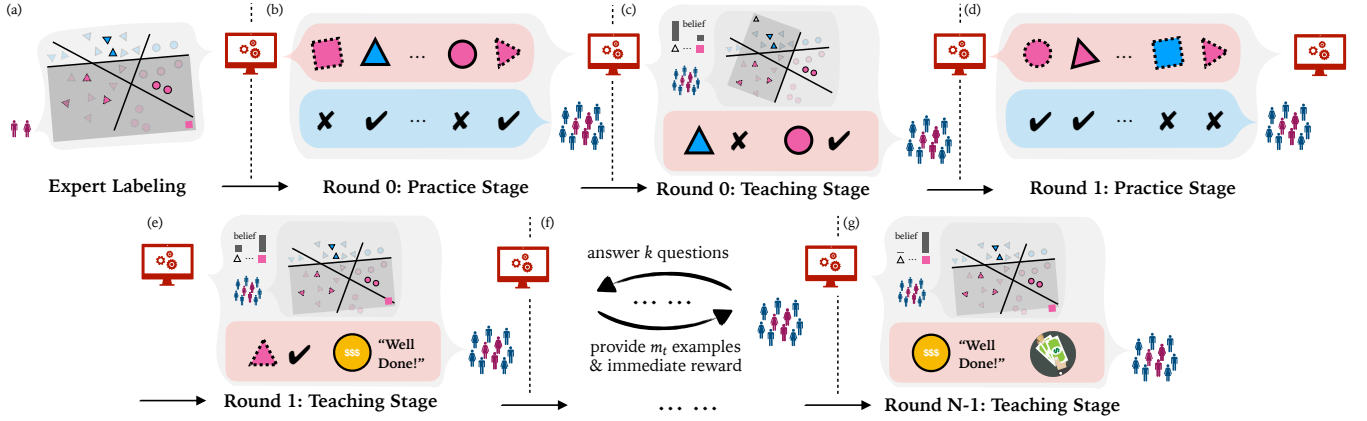 (a)
(b)
(c)
(d)
belief
...
...
...
...
...
Expert Labeling
Round 0: Practice Stage
Round 0: Teaching Stage
Round 1: Practice Stage
(e)
(f)
(g)
belief
...
answer k questions
... ...
provide mₜ examples
& immediate reward
belief
...
$$$
“Well
Done!”
$$$
“Well
Done!”
$
Round 1: Teaching Stage
... ...
Round N-1: Teaching Stage